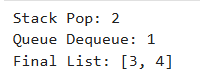 Stack Pop: 2
Queue Dequeue: 1
Final List: [3, 4]